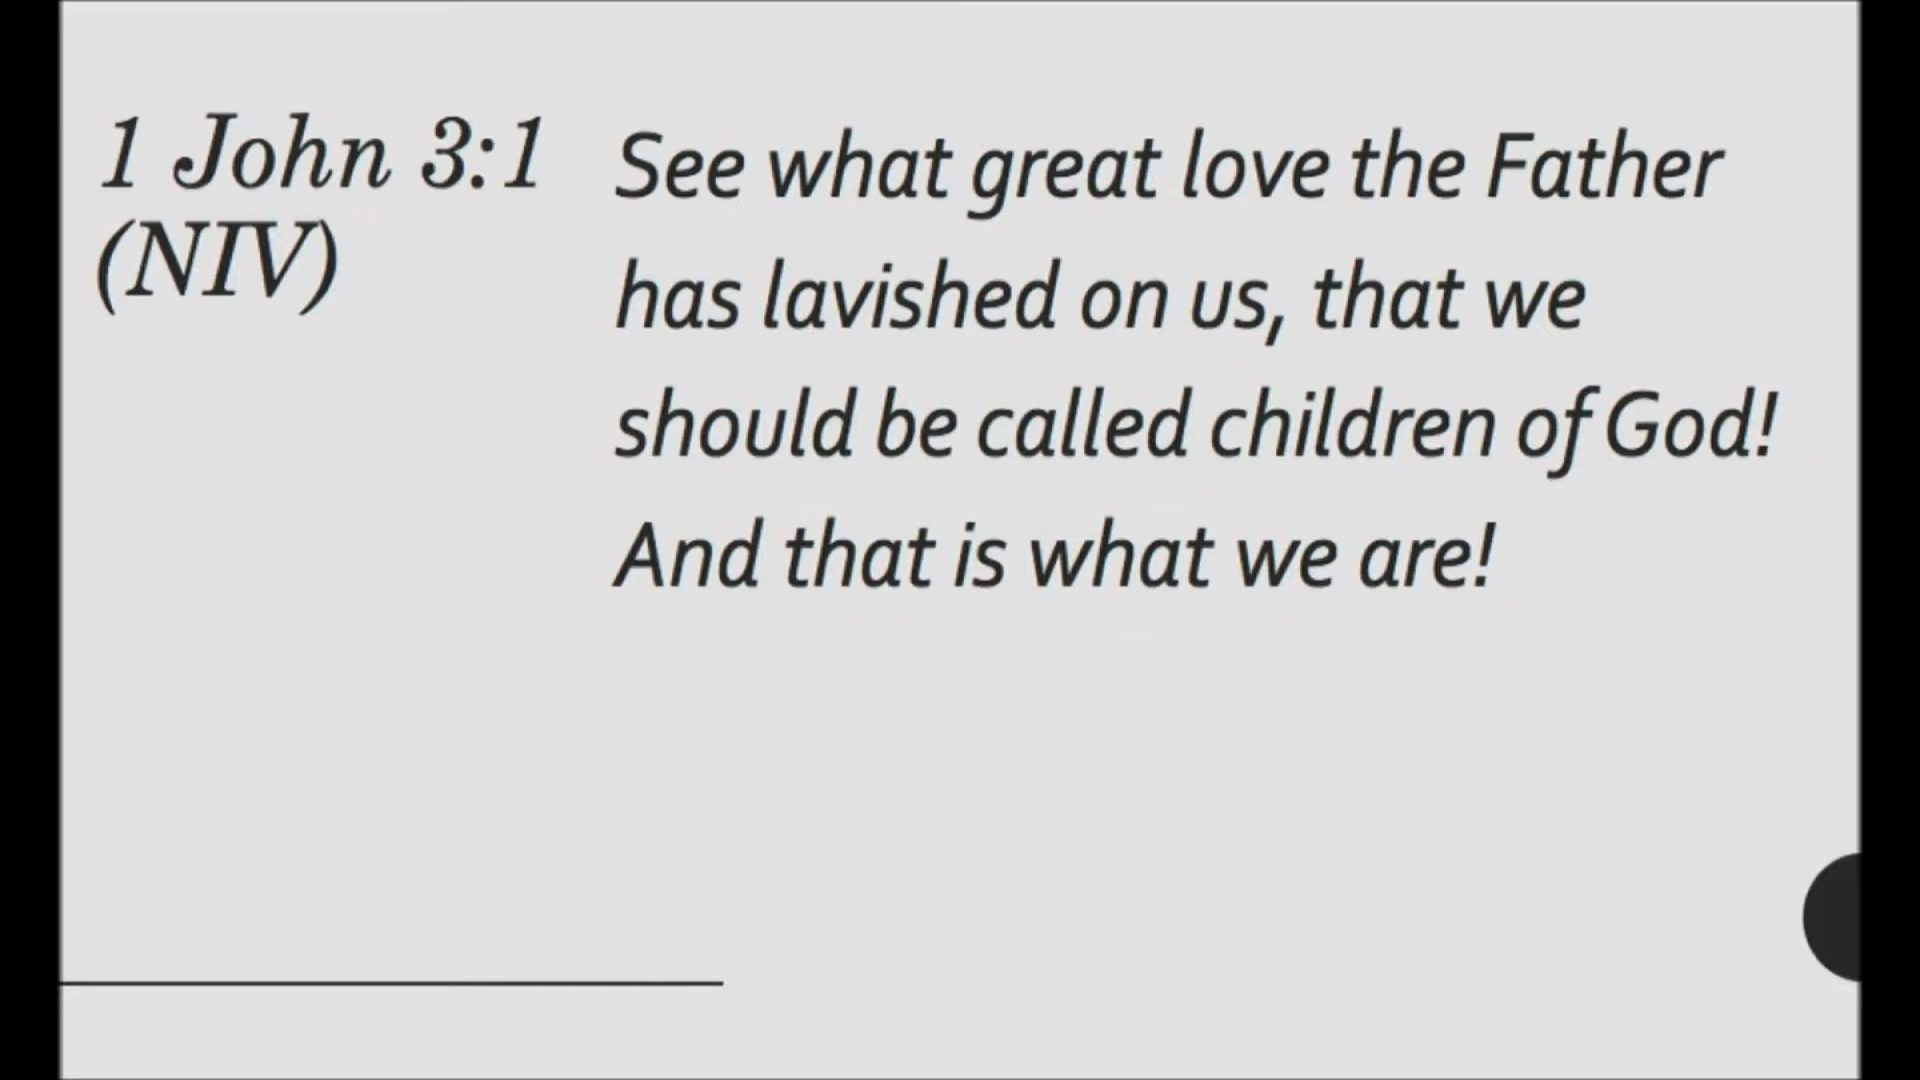 1 John 3:1
(NIV)
See what great love the Father
has lavished on us, that we
should be called children of God!
And that is what we are!